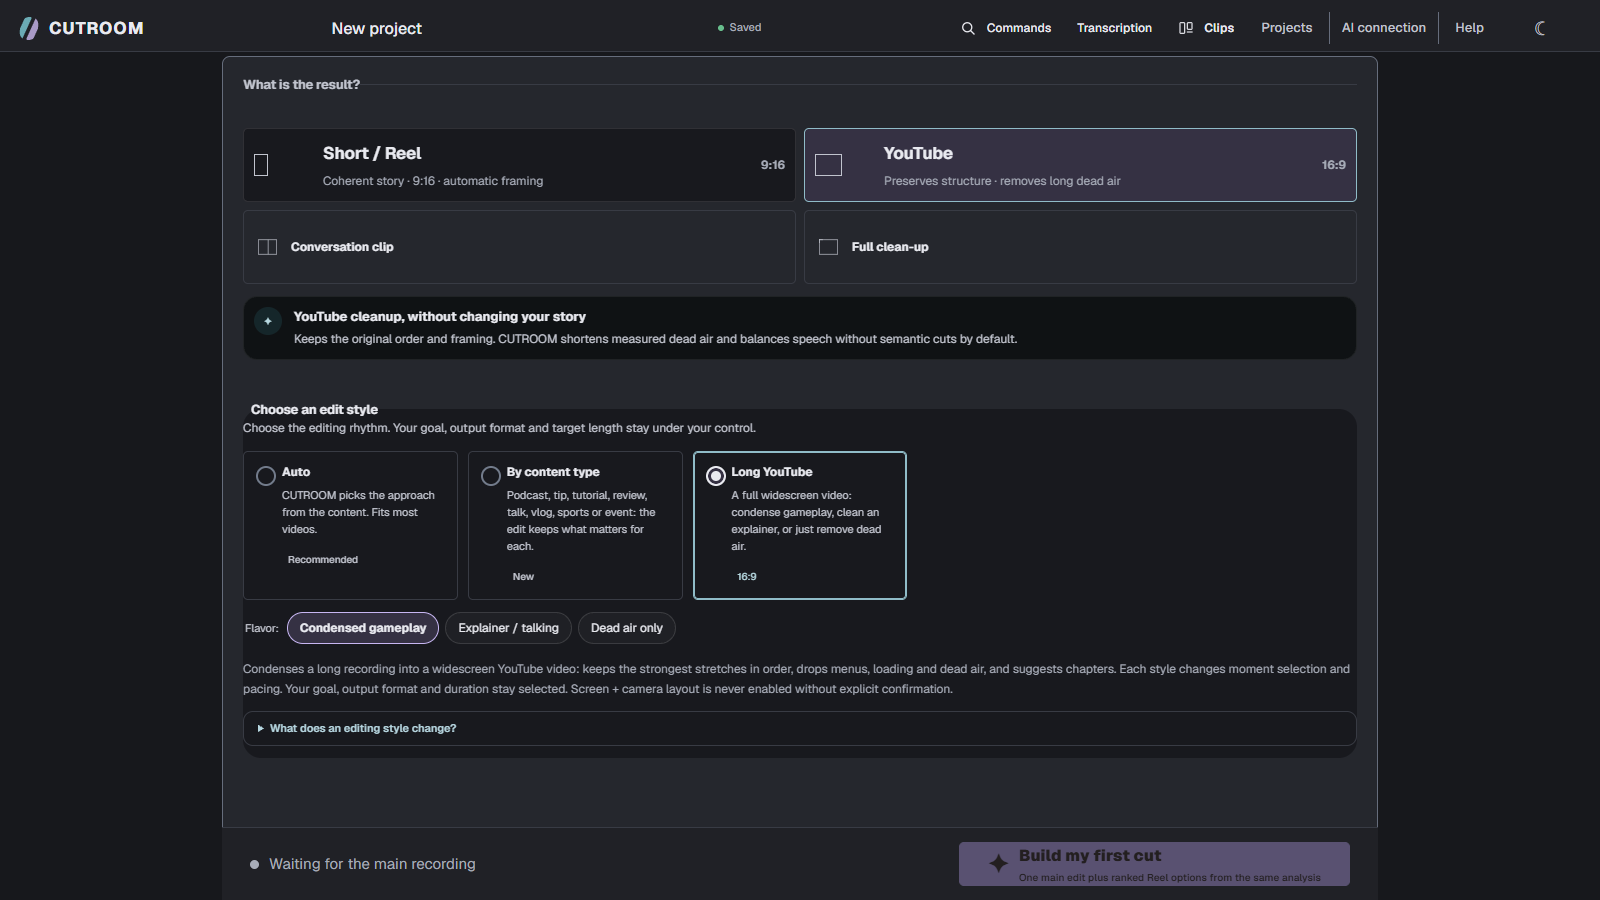 CUTROOM
New project
Saved
Commands
Transcription
Clips
Projects
AI connection
Help
What is the result?
Short / Reel
Coherent story · 9:16 · automatic framing
9:16
YouTube
Preserves structure · removes long dead air
16:9
Conversation clip
Full clean-up
YouTube cleanup, without changing your story
Keeps the original order and framing. CUTROOM shortens measured dead air and balances speech without semantic cuts by default.
Choose an edit style
Choose the editing rhythm. Your goal, output format and target length stay under your control.
Auto
CUTROOM picks the approach
from the content. Fits most
videos.
Recommended
By content type
Podcast, tip, tutorial, review,
talk, vlog, sports or event: the
edit keeps what matters for
each.
New
Long YouTube
A full widescreen video:
condense gameplay, clean an
explainer, or just remove dead
air.
16:9
Flavor:
Condensed gameplay
Explainer / talking
Dead air only
Condenses a long recording into a widescreen YouTube video: keeps the strongest stretches in order, drops menus, loading and dead air, and suggests chapters. Each style changes moment selection and
pacing. Your goal, output format and duration stay selected. Screen + camera layout is never enabled without explicit confirmation.
What does an editing style change?
Waiting for the main recording
Build my first cut
One main edit plus ranked Reel options from the same analysis